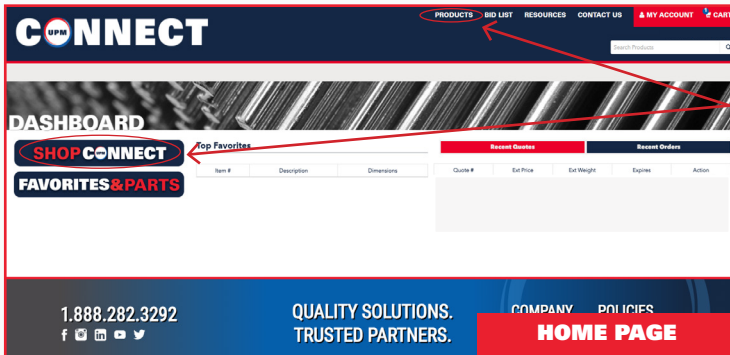 PRODUCTS BID LIST RESOURCES CONTACT US MY ACCOUNT CART
CONNECT
UPM
Search Products
DASHBOARD
SHOP CONNECT
FAVORITES&PARTS
Top Favorites
Item # Description Dimensions
Recent Quotes Recent Orders
Quote # Ext Price Ext Weight Expires Action
1.888.282.3292
QUALITY SOLUTIONS.
TRUSTED PARTNERS.
COMPANY POLICIES
HOME PAGE